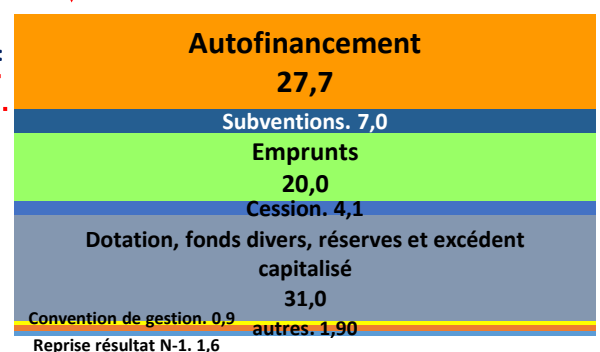 Autofinancement
27,7
Subventions. 7,0
Emprunts
20,0
Cession. 4,1
Dotation, fonds divers, réserves et excédent
capitalisé
31,0
Convention de gestion. 0,9
autres. 1,90
Reprise résultat N-1. 1,6